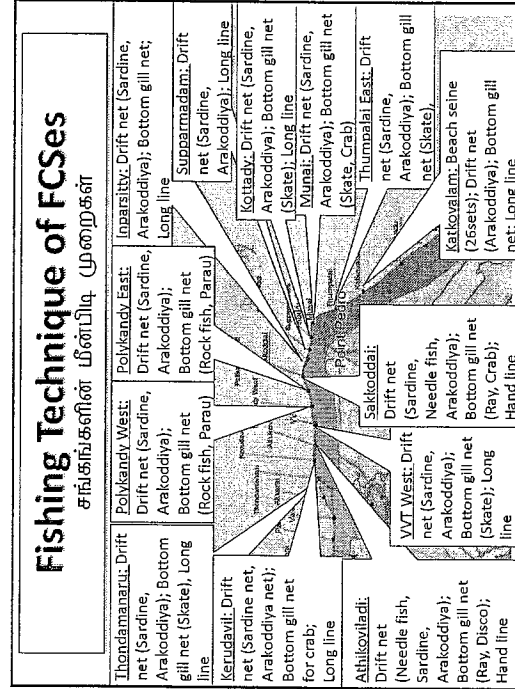 Fishing Technique of FCSes
சங்கங்களின் மீன்பிடி முறைகள்
Thondamanaru: Drift
net (Sardine,
Arakoddiya); Bottom
gill net (Skate), Long
line
Polykandy West:
Drift net (Sardine,
Arakoddiya);
Bottom gill net
(Rock fish, Parau)
Polykandy East:
Drift net (Sardine,
Arakoddiya);
Bottom gill net
(Rock fish, Parau)
Inparsitty: Drift net (Sardine,
Arakoddiya); Bottom gill net;
Long line
Supparmadam: Drift
net (Sardine,
Arakoddiya); Long line
Kottady: Drift net (Sardine,
Arakoddiya); Bottom gill net
(Skate); Long line
Munai: Drift net (Sardine,
Arakoddiya); Bottom gill net
(Skate, Crab)
Thumpalai East: Drift
net (Sardine,
Arakoddiya); Bottom gill
net (Skate),
Katkovalam: Beach seine
(26sets); Drift net
(Arakoddiya); Bottom gill
net; Long line
Kerudavil: Drift
net (Sardine net,
Arakoddiya net);
Bottom gill net
for crab;
Long line
Athikoviladi:
Drift net
(Needle fish,
Sardine,
Arakoddiya);
Bottom gill net
(Ray, Disco);
Hand line
VVT West: Drift
net (Sardine,
Arakoddiya);
Bottom gill net
(Skate); Long
line
Sakkoddai:
Drift net
(Sardine,
Needle fish,
Arakoddiya);
Bottom gill net
(Ray, Crab);
Hand line
Point Pedro